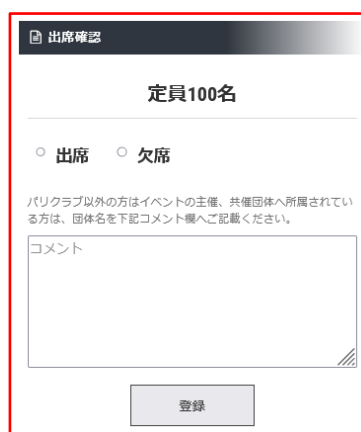 出席確認
定員100名
出席 欠席
パリクラブ以外の方はイベントの主催、共催団体へ所属されてい
る方は、団体名を下記コメント欄へご記載ください。
コメント
登録